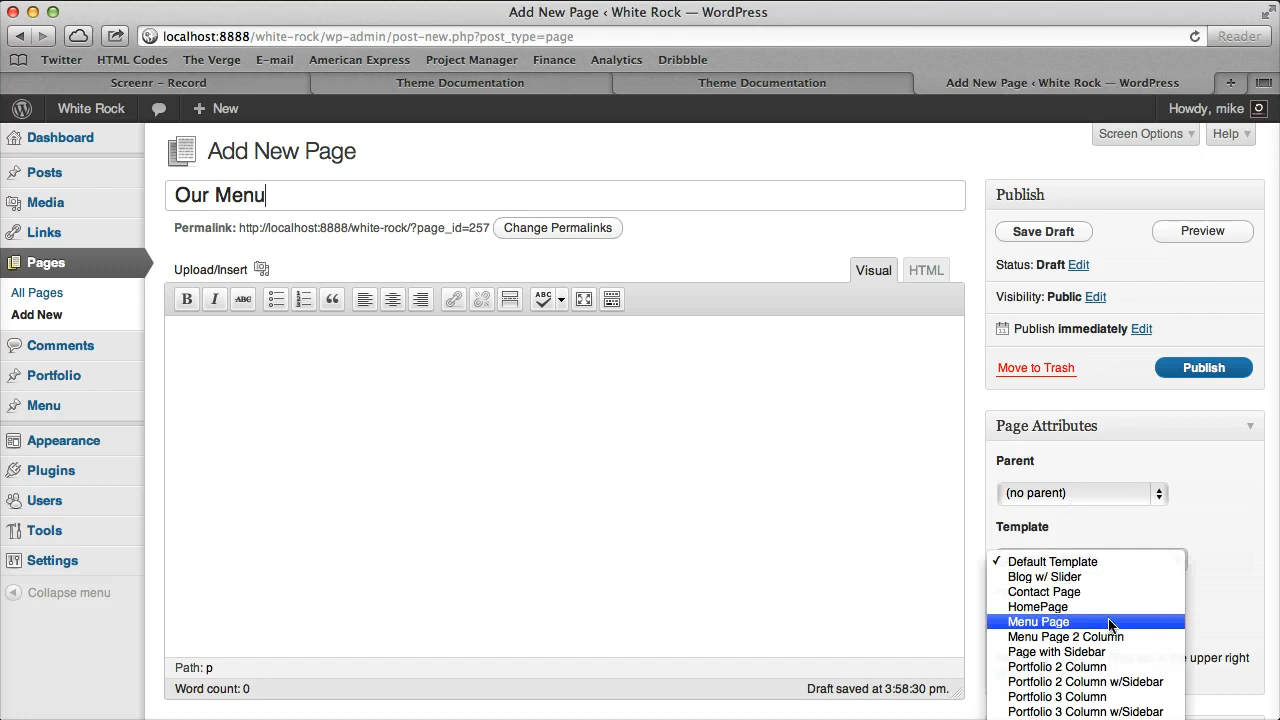 Add New Page ‹ White Rock — WordPress
localhost:8888/white-rock/wp-admin/post-new.php?post_type=page
Reader
Twitter HTML Codes The Verge E-mail American Express Project Manager Finance Analytics Dribbble
Screenr - Record Theme Documentation Theme Documentation Add New Page ‹ White Rock — WordPress
White Rock + New Howdy, mike
Screen Options Help
Dashboard
Posts
Media
Links
Pages
All Pages
Add New
Comments
Portfolio
Menu
Appearance
Plugins
Users
Tools
Settings
Collapse menu
Add New Page
Our Menu
Permalink: http://localhost:8888/white-rock/?page_id=257 Change Permalinks
Upload/Insert Visual HTML
B I ABC 1 2 3 “ ABC
Path: p
Word count: 0 Draft saved at 3:58:30 pm.
Publish
Save Draft Preview
Status: Draft Edit
Visibility: Public Edit
Publish immediately Edit
Move to Trash Publish
Page Attributes
Parent
(no parent)
Template
✓ Default Template
Blog w/ Slider
Contact Page
HomePage
Menu Page
Menu Page 2 Column
Page with Sidebar
upper right
Portfolio 2 Column
Portfolio 2 Column w/Sidebar
Portfolio 3 Column
Portfolio 3 Column w/Sidebar